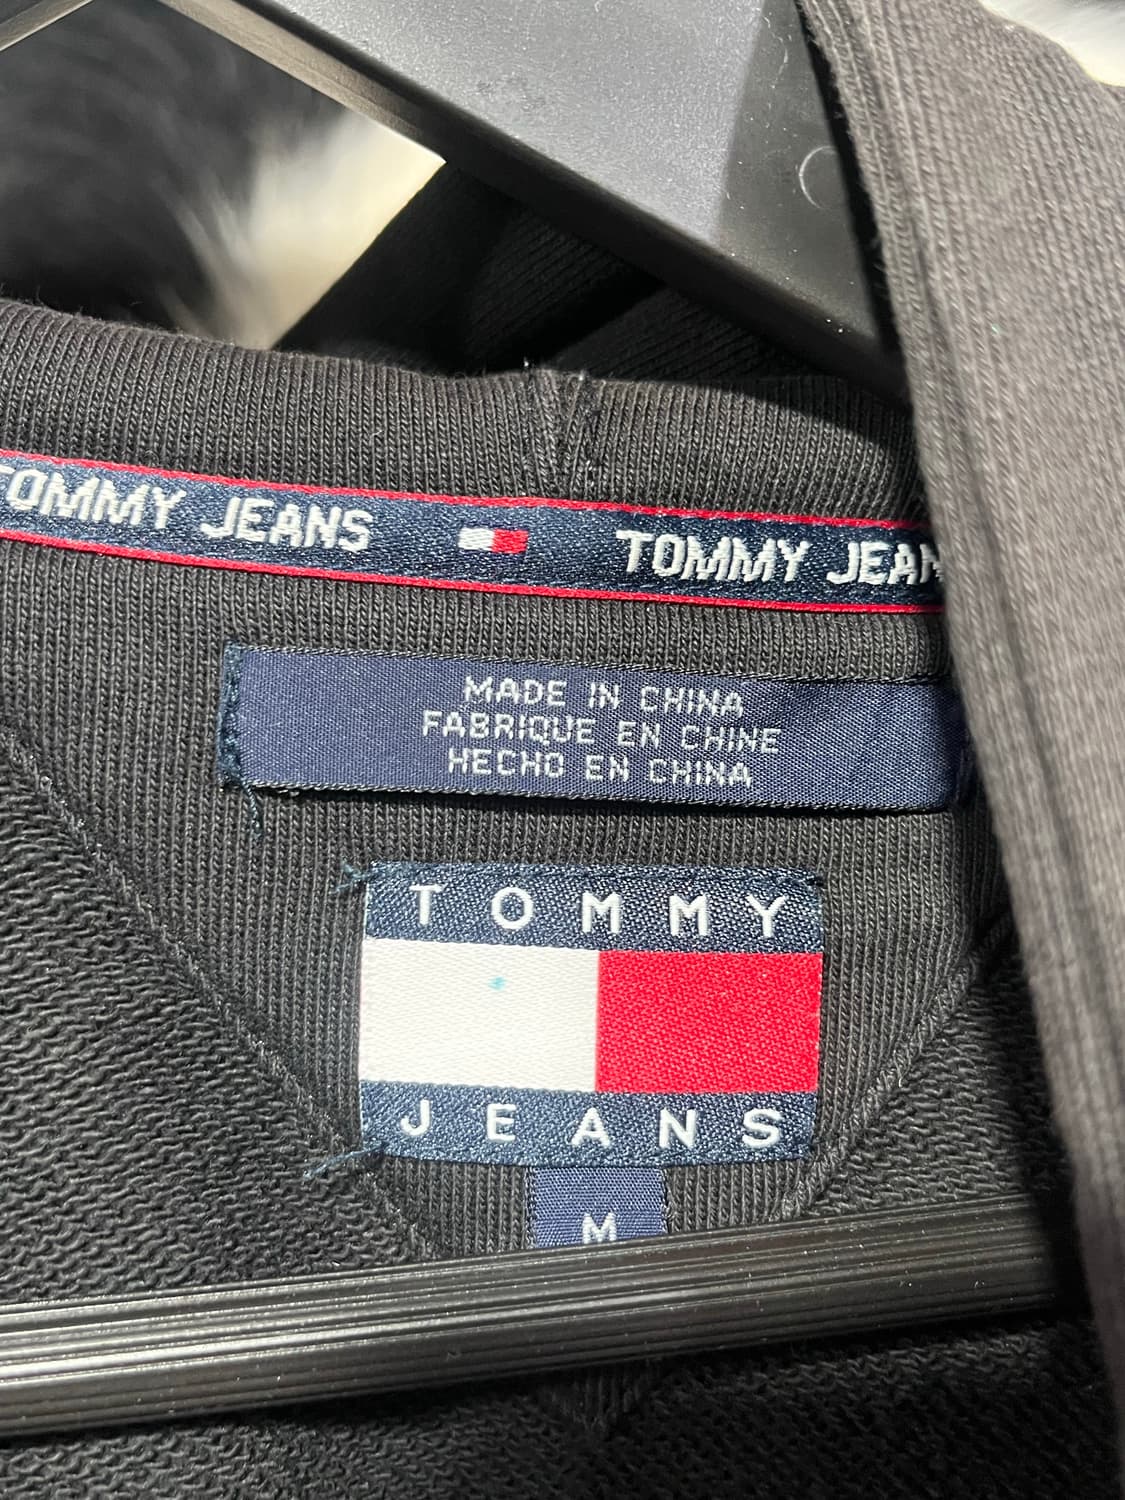 TOMMY JEANS TOMMY JEAN
MADE IN CHINA
FABRIQUE EN CHINE
HECHO EN CHINA
TOMMY
JEANS
M